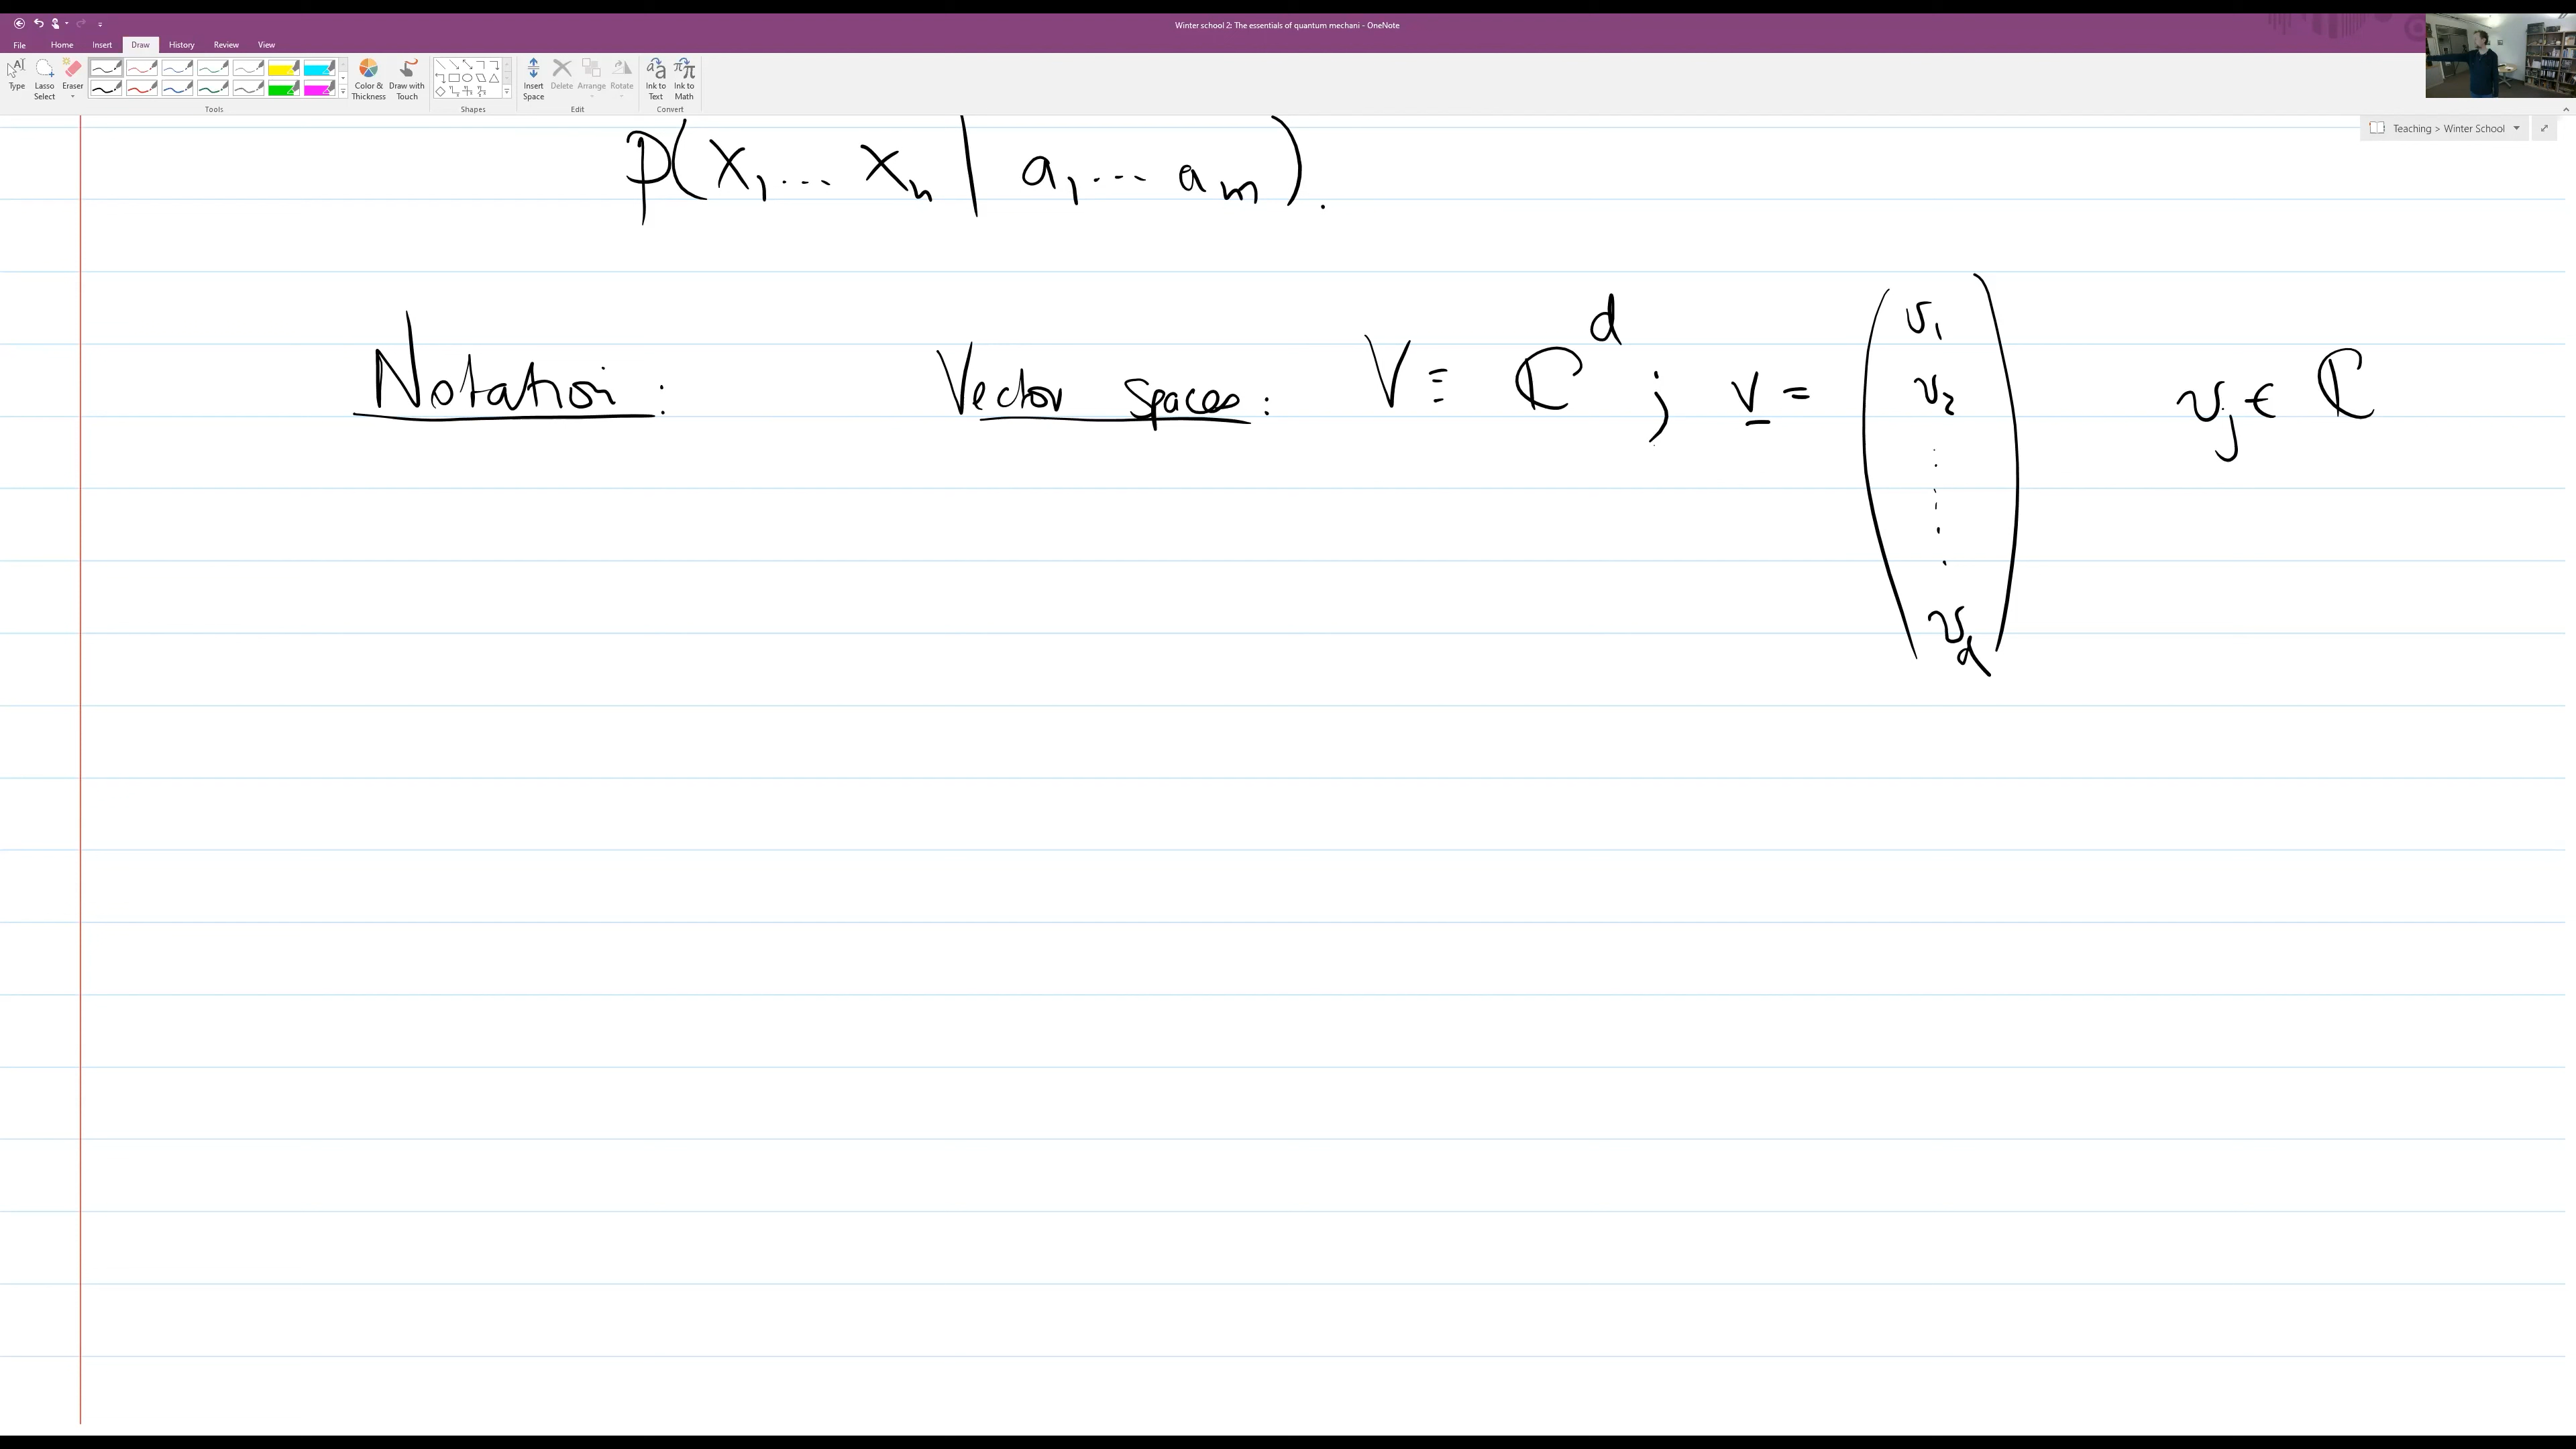 Winter school 2: The essentials of quantum mechani - OneNote
File Home Insert Draw History Review View
Type Lasso Select Eraser Color & Thickness Draw with Touch Insert Space Delete Arrange Rotate Ink to Text Ink to Math
Tools Shapes Edit Convert
Teaching > Winter School
p(x₁... xₙ | a₁... aₘ).
Notation: Vector spaces: V ≡ ℂᵈ ; v = ( v₁ v₂ ⋮ v_d ) vⱼ ∈ ℂ